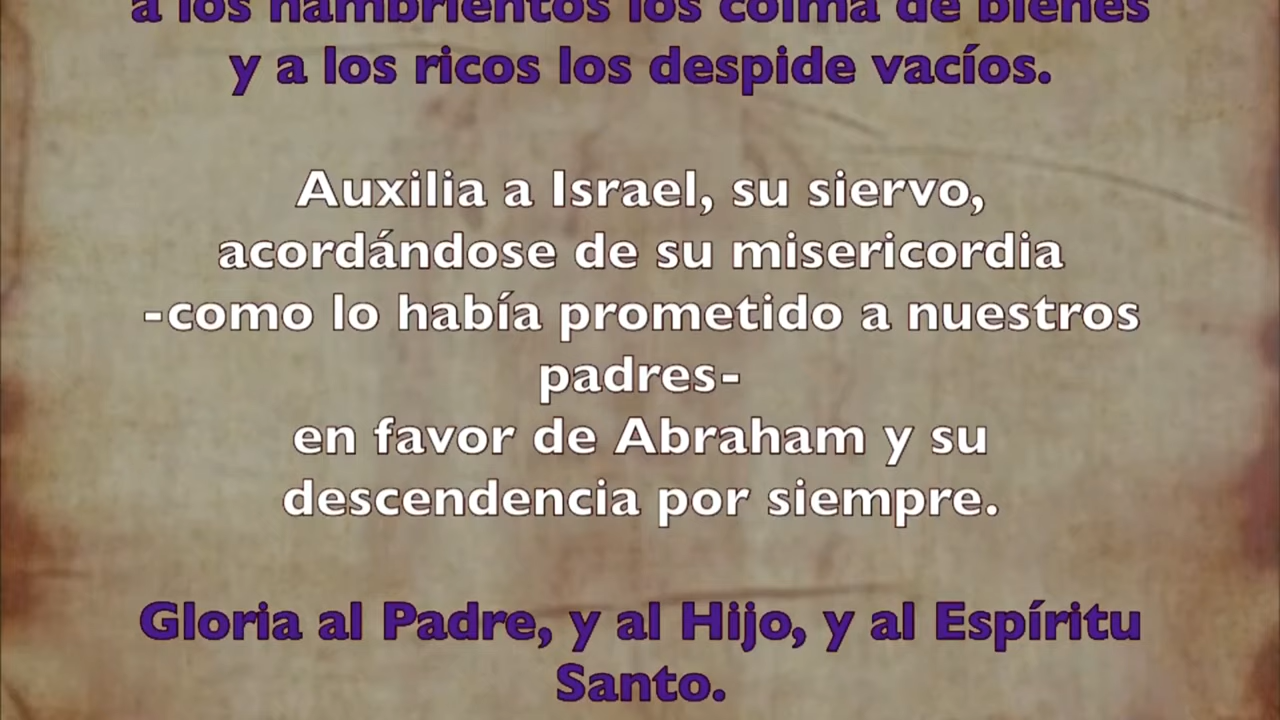 a los hambrientos los colma de bienes
y a los ricos los despide vacíos.
Auxilia a Israel, su siervo,
acordándose de su misericordia
-como lo había prometido a nuestros
padres-
en favor de Abraham y su
descendencia por siempre.
Gloria al Padre, y al Hijo, y al Espíritu
Santo.